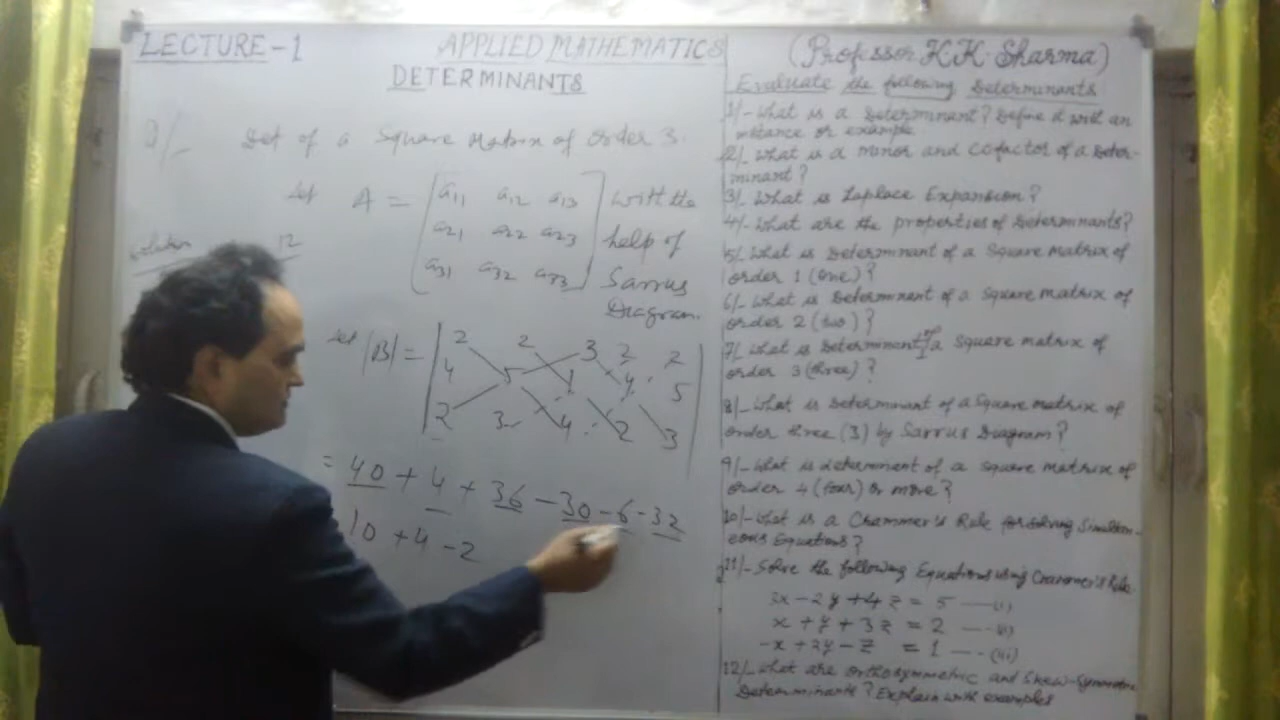 LECTURE-1 APPLIED MATHEMATICS
DETERMINANTS
Det of a Square Matrix of order 3.
Let A = [ a11 a12 a13 ] with the
a21 a22 a23 help of
a31 a32 a33 Sarrus
Diagram.
12
Let |B| = | 2 2 3 2 2 |
4 5 1 4 5
2 3 4 2 3
= 40 + 4 + 36 - 30 - 6 - 32
10 + 4 - 2
(Professor K.K. Sharma)
Evaluate the following Determinants
1/- What is a Determinant? Define it with an
instance or example.
2/- What is a minor and cofactor of a Deter-
minant?
3/- What is Laplace Expansion?
4/- What are the properties of Determinants?
5/- What is Determinant of a Square Matrix of
order 1 (one)?
6/- What is Determinant of a square matrix of
order 2 (two)?
7/- What is Determinant of a square matrix of
order 3 (three)?
8/- What is Determinant of a Square matrix of
order three (3) by Sarrus Diagram?
9/- What is determinent of a square matrix of
order 4 (four) or more?
10/- What is a Crammer's Rule for solving Simultan-
eous Equations?
11/- Solve the following Equations using Crammer's Rule.
3x - 2y + 4z = 5 ---- (i)
x + y + 3z = 2 ---- (ii)
-x + 2y - z = 1 ---- (iii)
12/- What are orthosymmetric and Skew-Symmetric
Determinants? Explain with examples